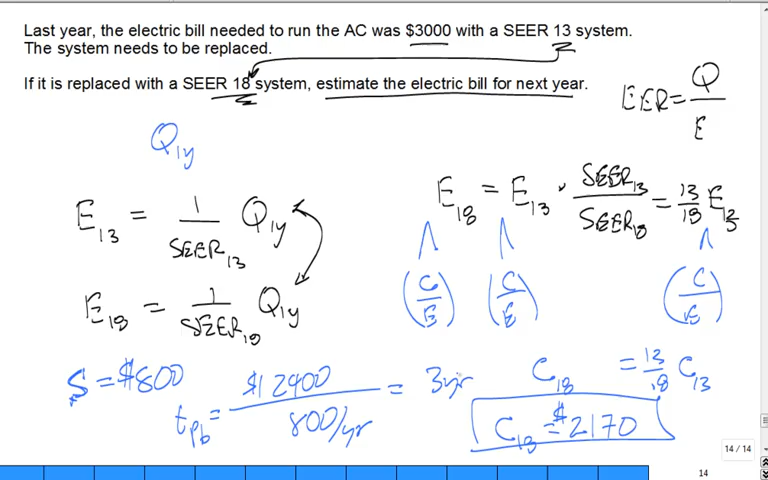 Last year, the electric bill needed to run the AC was $3000 with a SEER 13 system.
The system needs to be replaced.
If it is replaced with a SEER 18 system, estimate the electric bill for next year.
EER = Q / E
Q1y
E13 = 1 / SEER13 Q1y
E18 = E13 · SEER13 / SEER18 = 13/18 E13
E18 = 1 / SEER18 Q1y
(C/E) (C/E) (C/E)
S = $800
tpb = $12400 / 800/yr = 3yr
C18 = 13/18 C13
C13 = $2170
14 / 14
14